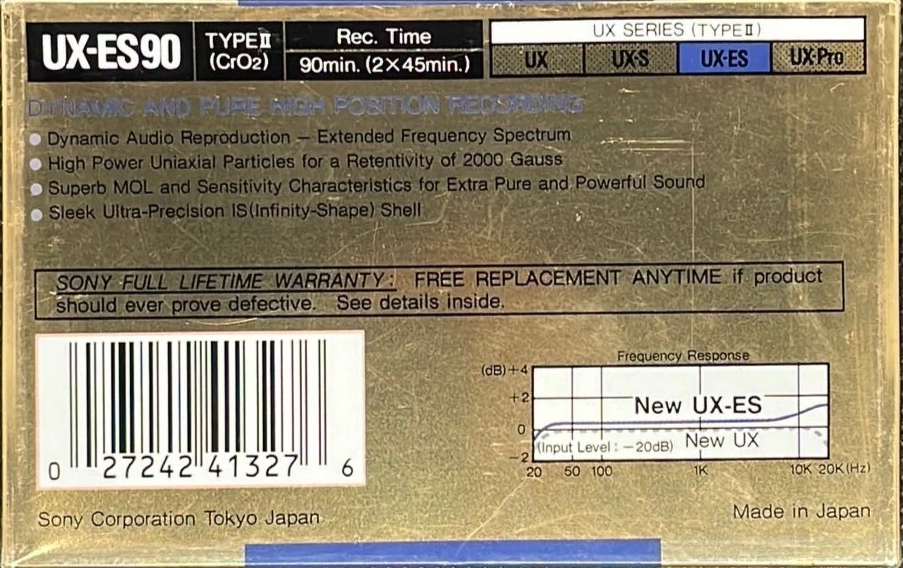 UX-ES90
TYPE II
(CrO2)
Rec. Time
90min. (2×45min.)
UX SERIES (TYPE II)
UX
UX-S
UX-ES
UX-Pro
DYNAMIC AND PURE HIGH POSITION RECORDING
● Dynamic Audio Reproduction — Extended Frequency Spectrum
● High Power Uniaxial Particles for a Retentivity of 2000 Gauss
● Superb MOL and Sensitivity Characteristics for Extra Pure and Powerful Sound
● Sleek Ultra-Precision IS(Infinity-Shape) Shell
SONY FULL LIFETIME WARRANTY: FREE REPLACEMENT ANYTIME if product
should ever prove defective. See details inside.
0 27242 41327 6
Frequency Response
(dB) +4
+2
0
−2
New UX-ES
(Input Level: −20dB) New UX
20 50 100 1K 10K 20K(Hz)
Sony Corporation Tokyo Japan
Made in Japan